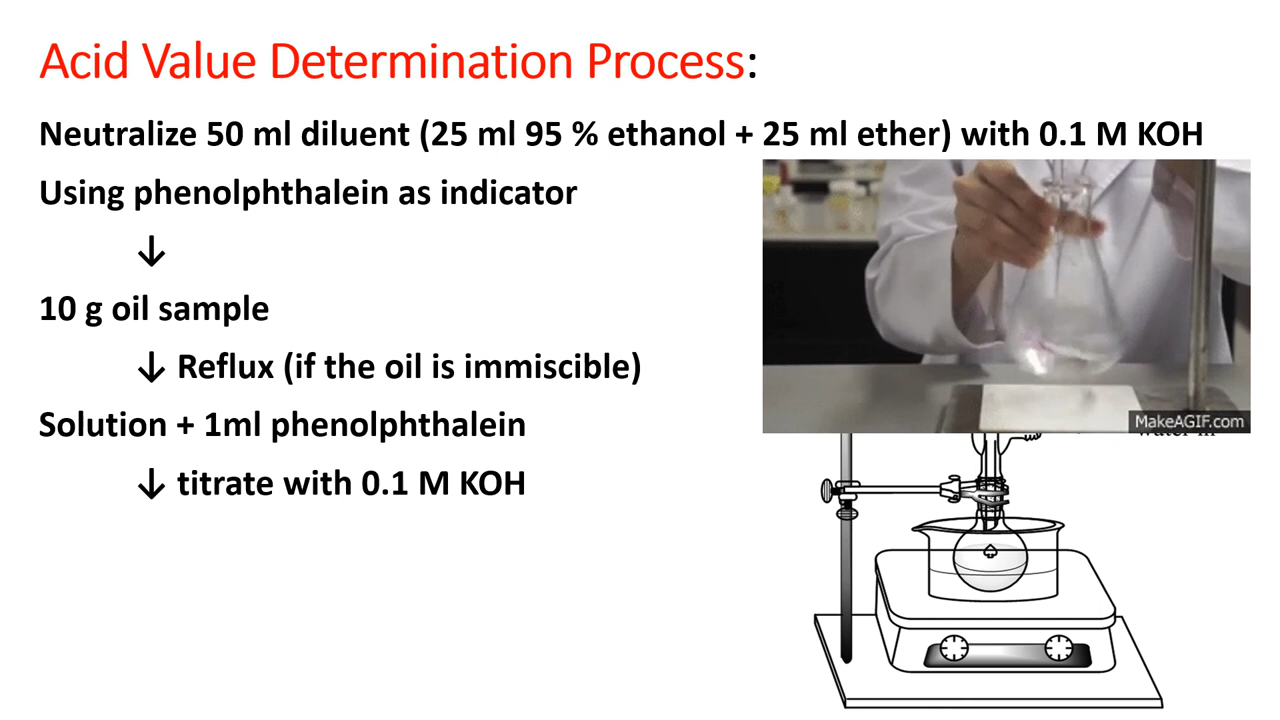 Acid Value Determination Process:
Neutralize 50 ml diluent (25 ml 95 % ethanol + 25 ml ether) with 0.1 M KOH
Using phenolphthalein as indicator
↓
10 g oil sample
↓ Reflux (if the oil is immiscible)
Solution + 1ml phenolphthalein
↓ titrate with 0.1 M KOH
MakeAGIF.com